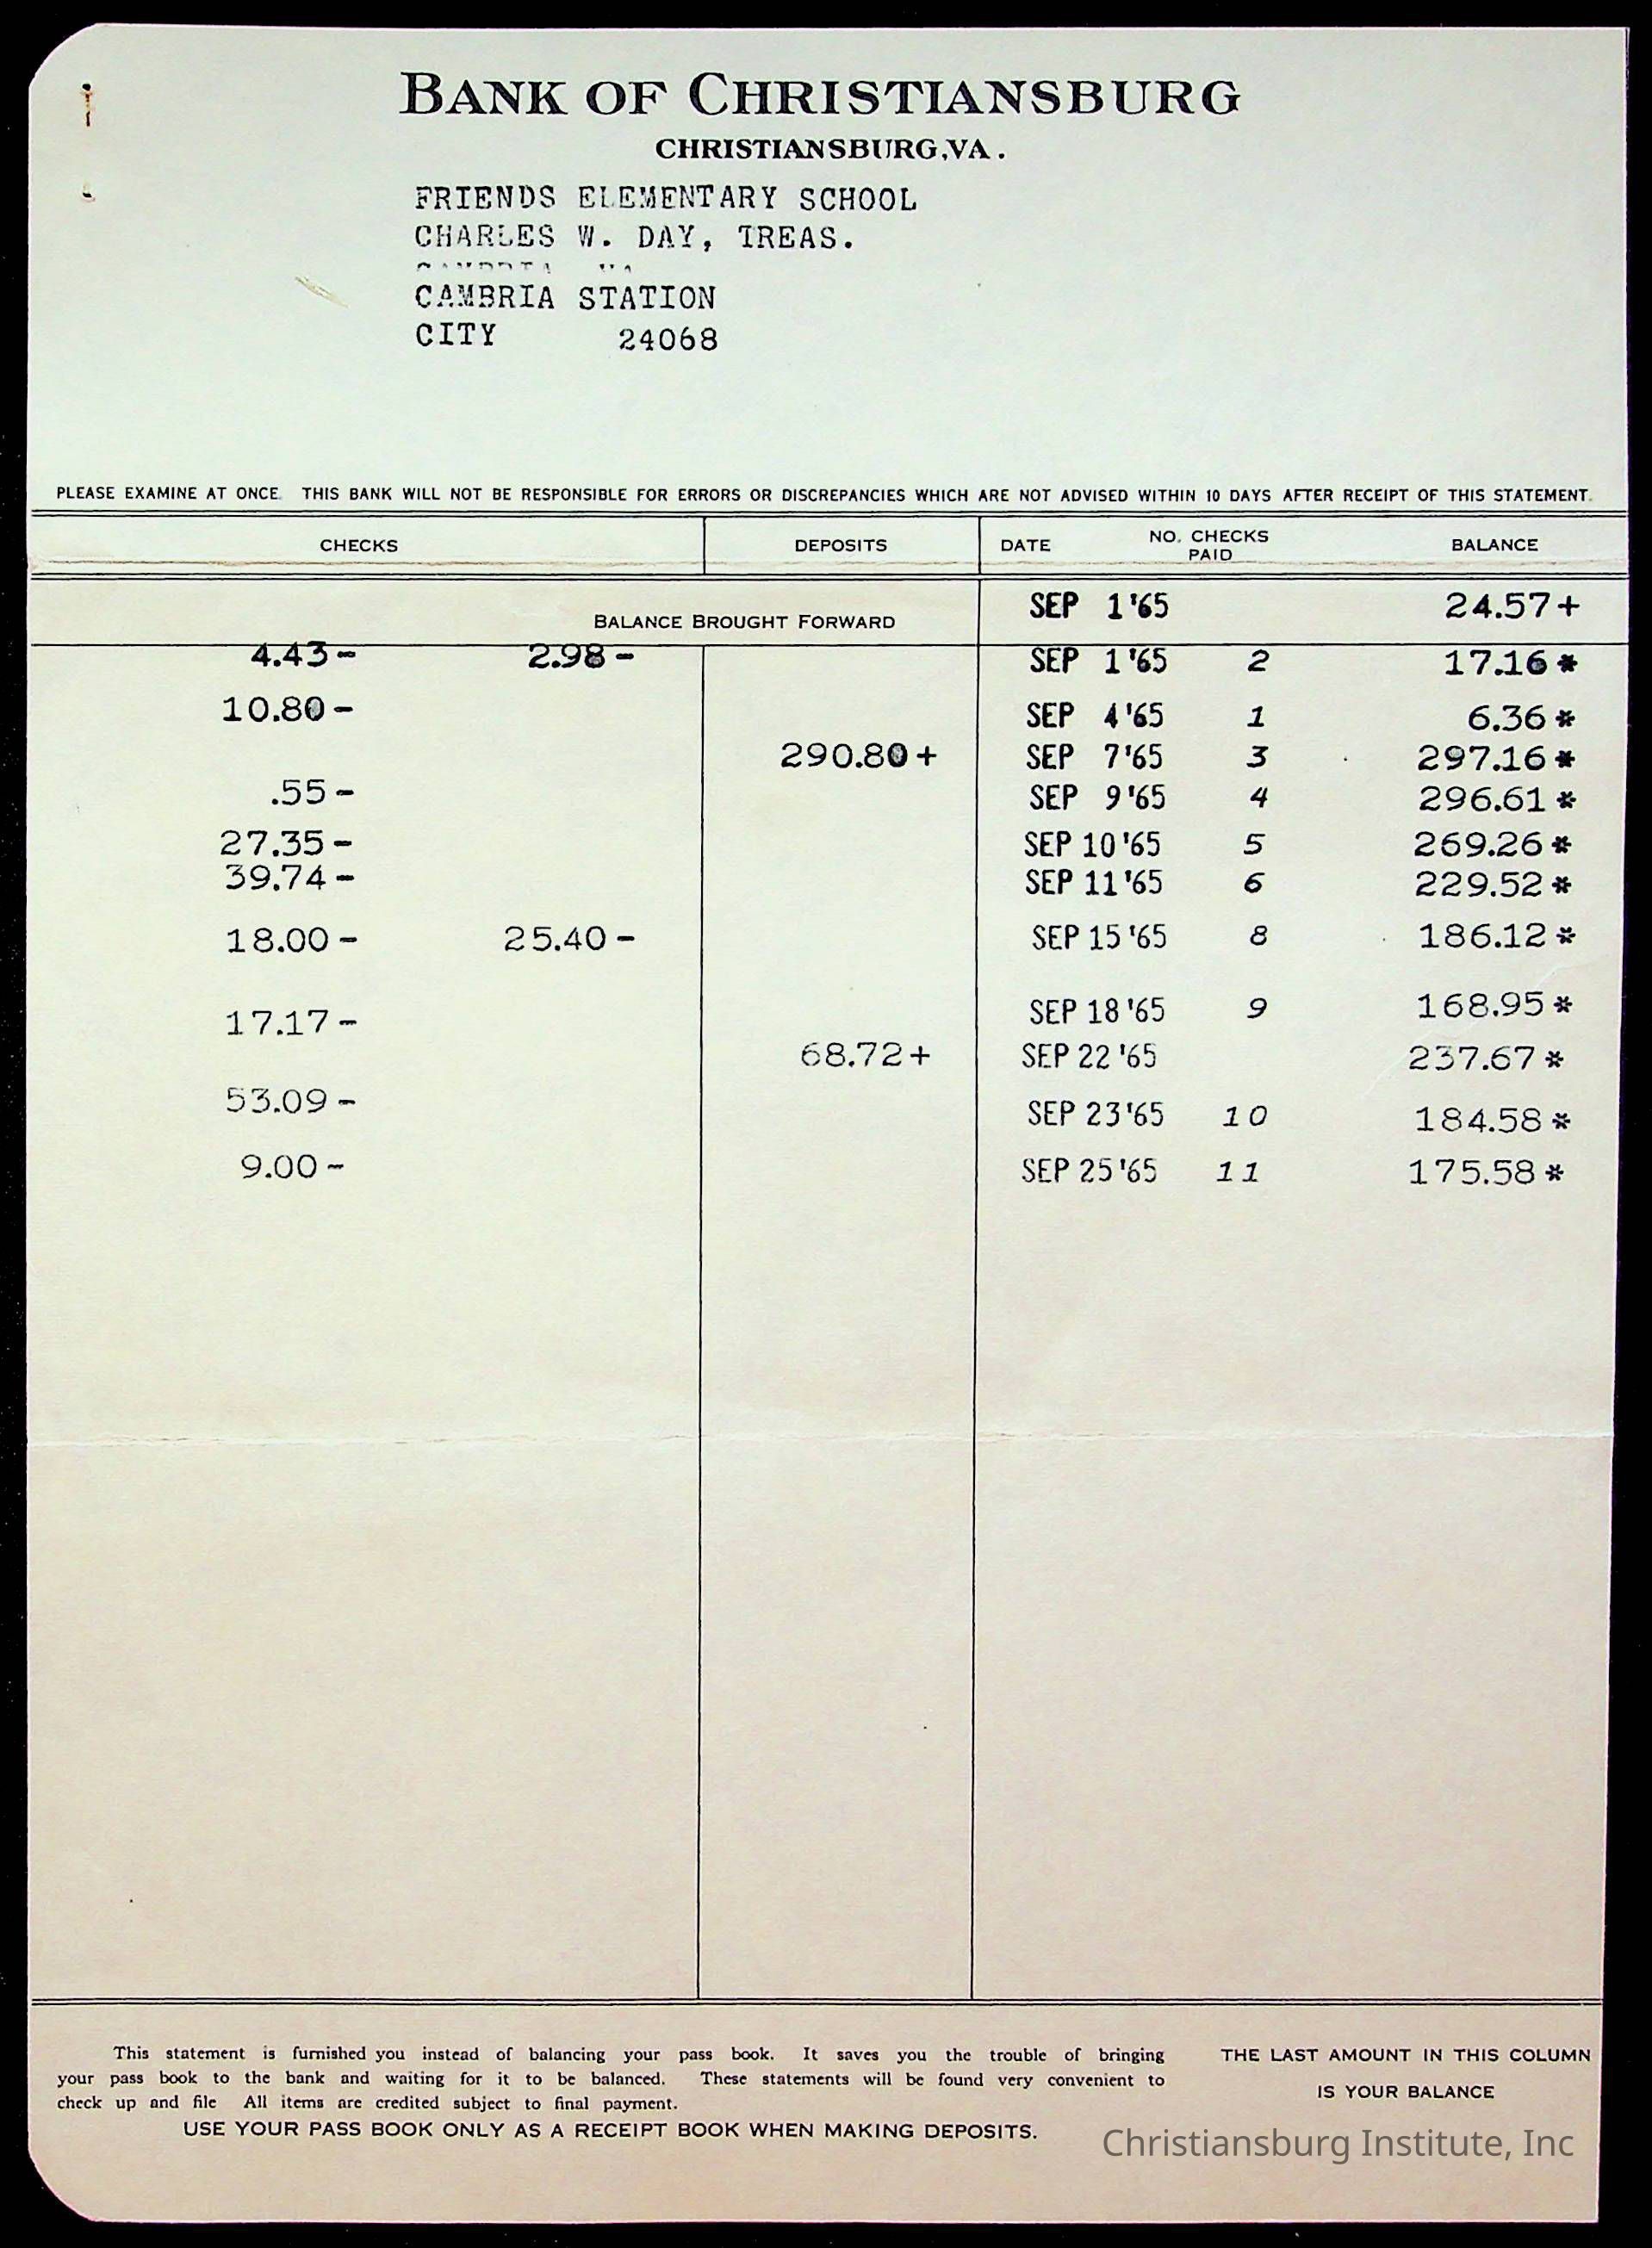 BANK OF CHRISTIANSBURG
CHRISTIANSBURG, VA.
FRIENDS ELEMENTARY SCHOOL
CHARLES W. DAY, TREAS.
CAMBRIA STATION
CITY 24068
PLEASE EXAMINE AT ONCE. THIS BANK WILL NOT BE RESPONSIBLE FOR ERRORS OR DISCREPANCIES WHICH ARE NOT ADVISED WITHIN 10 DAYS AFTER RECEIPT OF THIS STATEMENT.
CHECKS DEPOSITS DATE NO. CHECKS PAID BALANCE
BALANCE BROUGHT FORWARD SEP 1 '65 24.57+
4.43- 2.98- SEP 1 '65 2 17.16*
10.80- SEP 4 '65 1 6.36*
290.80+ SEP 7 '65 3 297.16*
.55- SEP 9 '65 4 296.61*
27.35- SEP 10 '65 5 269.26*
39.74- SEP 11 '65 6 229.52*
18.00- 25.40- SEP 15 '65 8 186.12*
17.17- SEP 18 '65 9 168.95*
68.72+ SEP 22 '65 237.67*
53.09- SEP 23 '65 10 184.58*
9.00- SEP 25 '65 11 175.58*
This statement is furnished you instead of balancing your pass book. It saves you the trouble of bringing
your pass book to the bank and waiting for it to be balanced. These statements will be found very convenient to
check up and file All items are credited subject to final payment.
USE YOUR PASS BOOK ONLY AS A RECEIPT BOOK WHEN MAKING DEPOSITS.
THE LAST AMOUNT IN THIS COLUMN
IS YOUR BALANCE
Christiansburg Institute, Inc